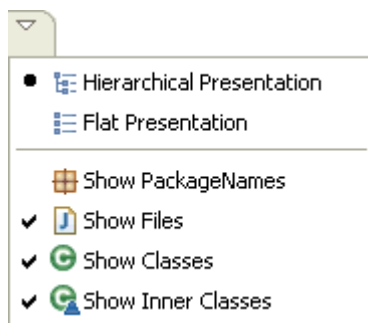 Hierarchical Presentation
Flat Presentation
Show PackageNames
Show Files
Show Classes
Show Inner Classes